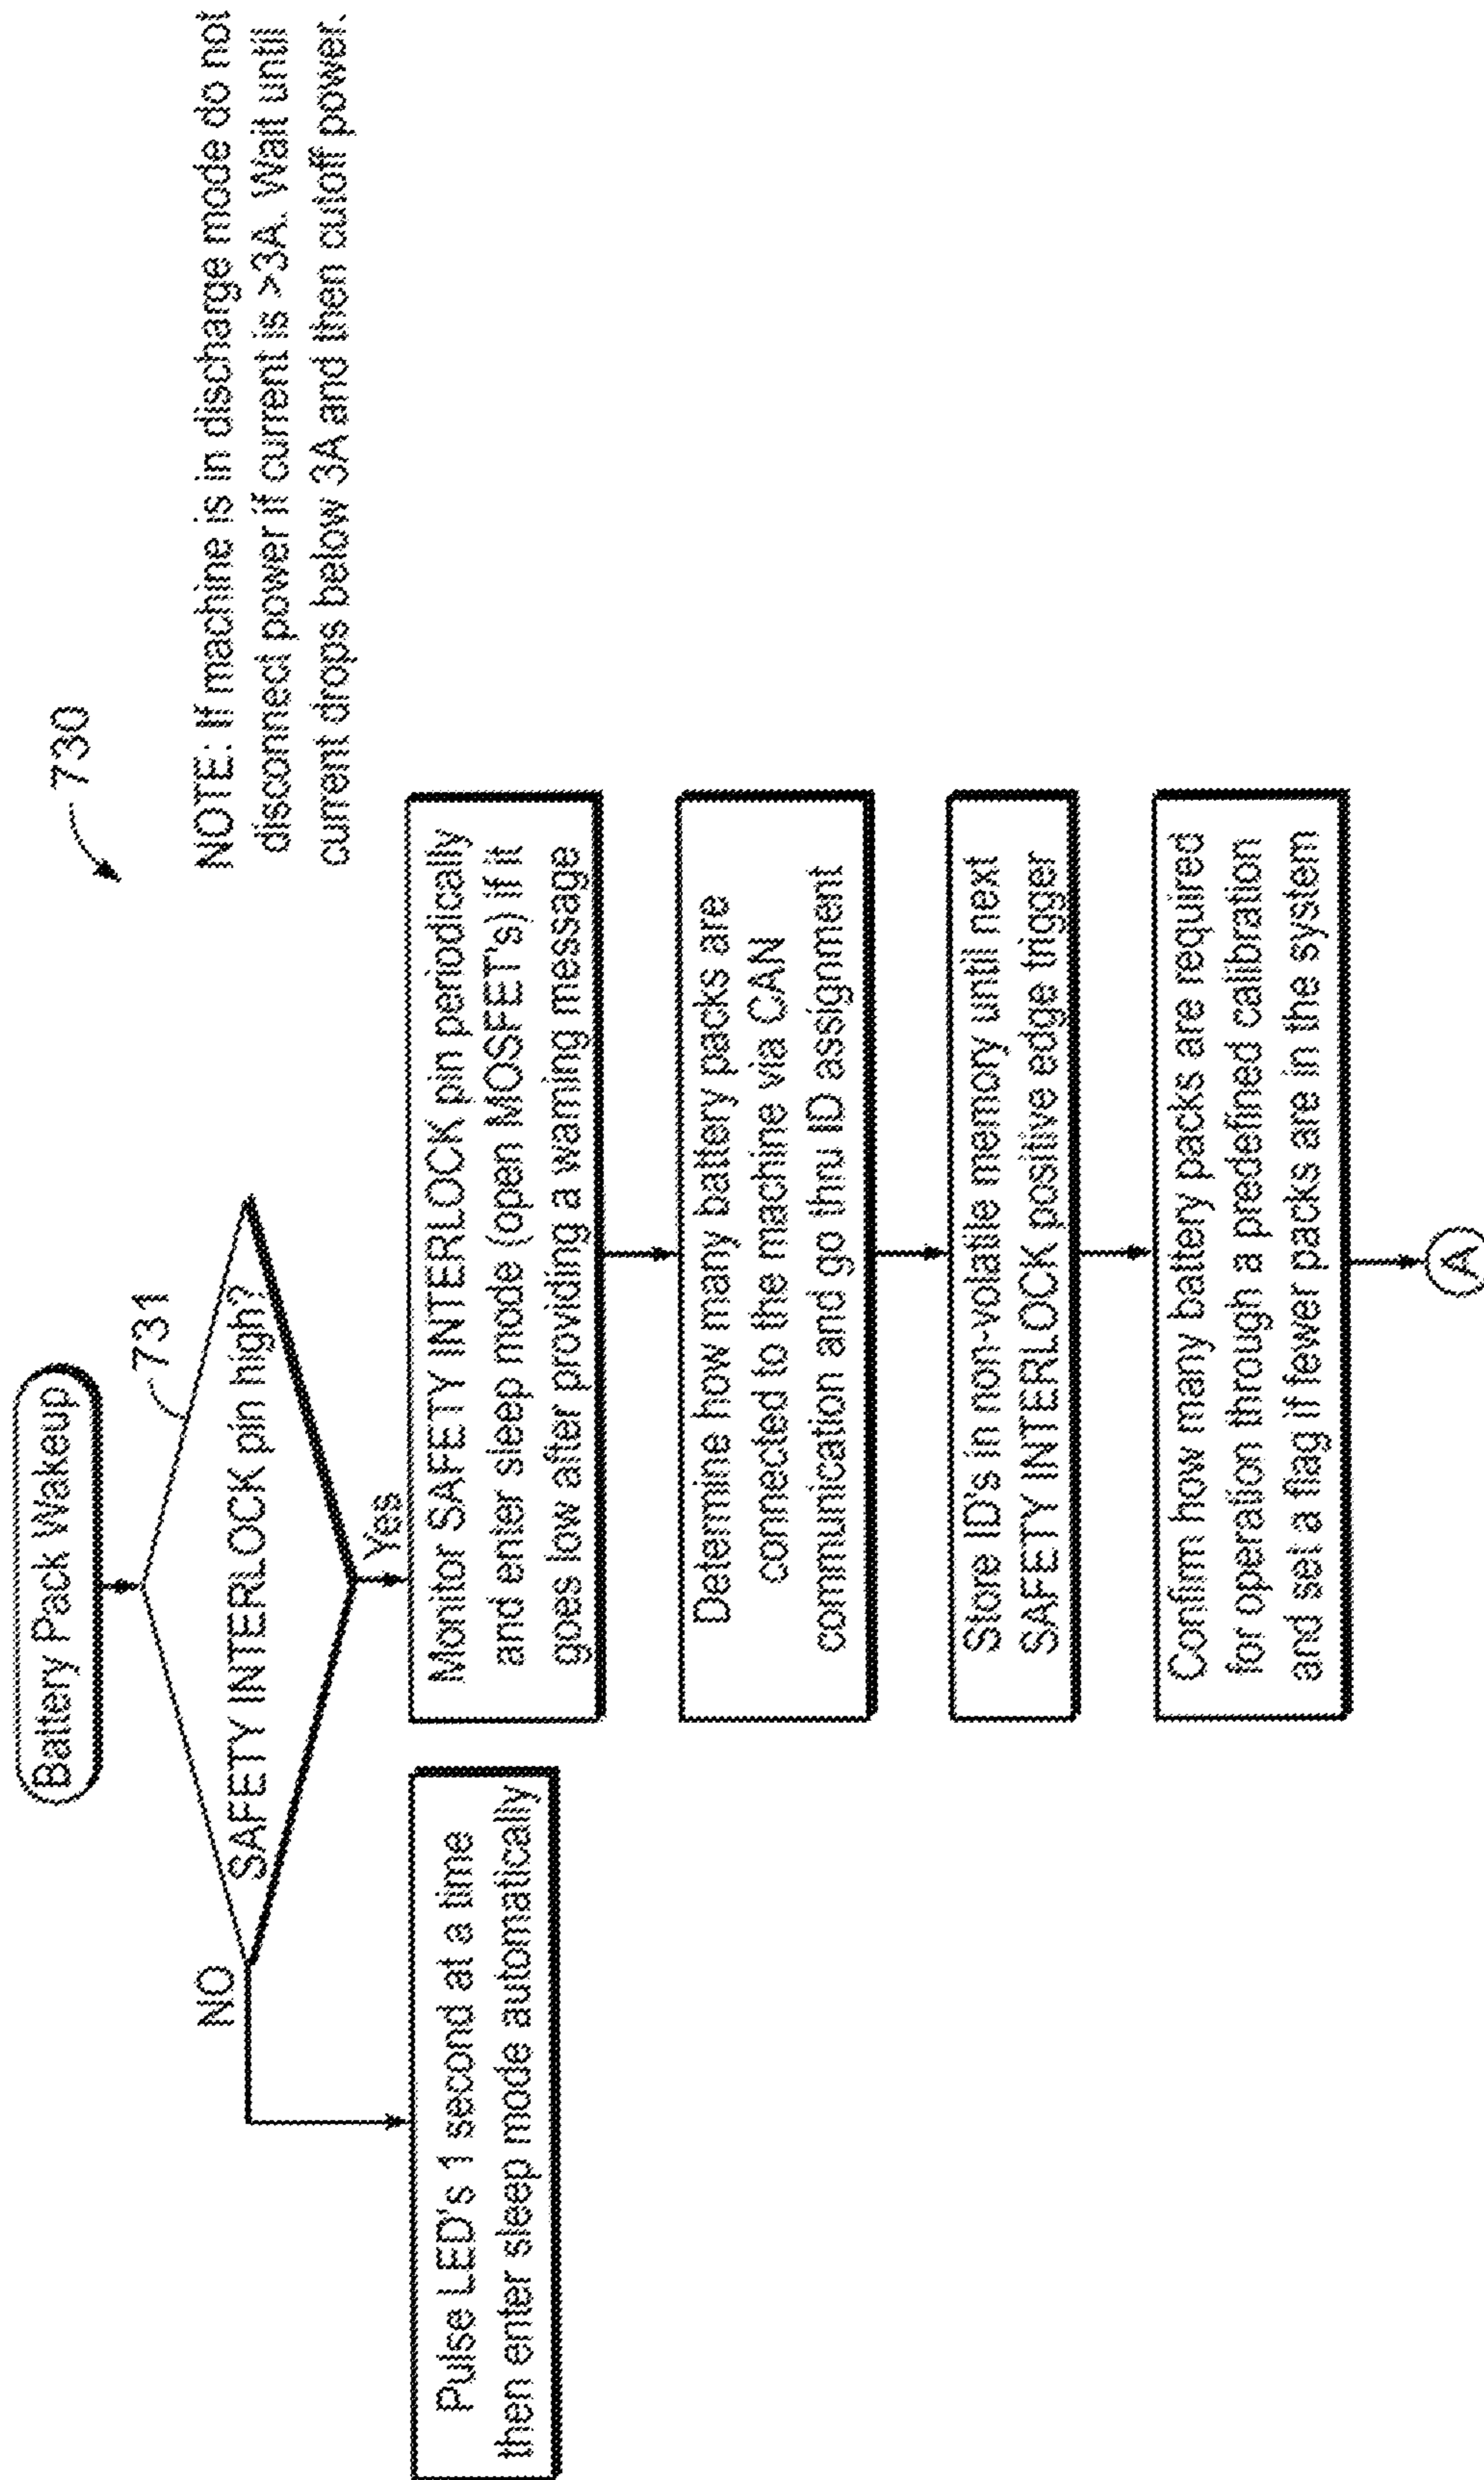 730
Battery Pack Wakeup
731
SAFETY INTERLOCK pin high?
NO
Yes
NOTE: If machine is in discharge mode do not
disconnect power if current is >3A. Wait until
current drops below 3A and then cutoff power.
Pulse LED's 1 second at a time
then enter sleep mode automatically
Monitor SAFETY INTERLOCK pin periodically
and enter sleep mode (open MOSFET's) if it
goes low after providing a warning message
Determine how many battery packs are
connected to the machine via CAN
communication and go thru ID assignment
Store ID's in non-volatile memory until next
SAFETY INTERLOCK positive edge trigger
Confirm how many battery packs are required
for operation through a predefined calibration
and set a flag if fewer packs are in the system
A